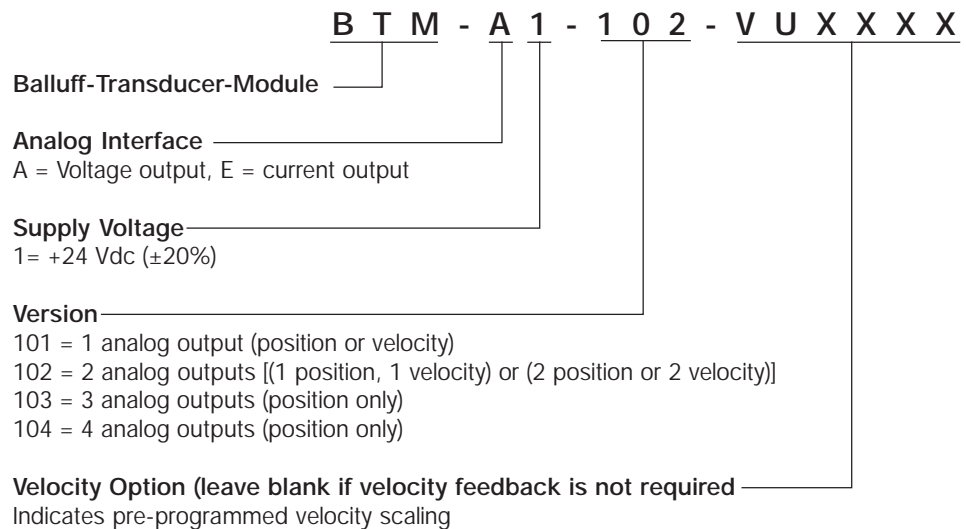 B T M - A 1 - 1 0 2 - V U X X X X
Balluff-Transducer-Module
Analog Interface
A = Voltage output, E = current output
Supply Voltage
1= +24 Vdc (±20%)
Version
101 = 1 analog output (position or velocity)
102 = 2 analog outputs [(1 position, 1 velocity) or (2 position or 2 velocity)]
103 = 3 analog outputs (position only)
104 = 4 analog outputs (position only)
Velocity Option (leave blank if velocity feedback is not required
Indicates pre-programmed velocity scaling